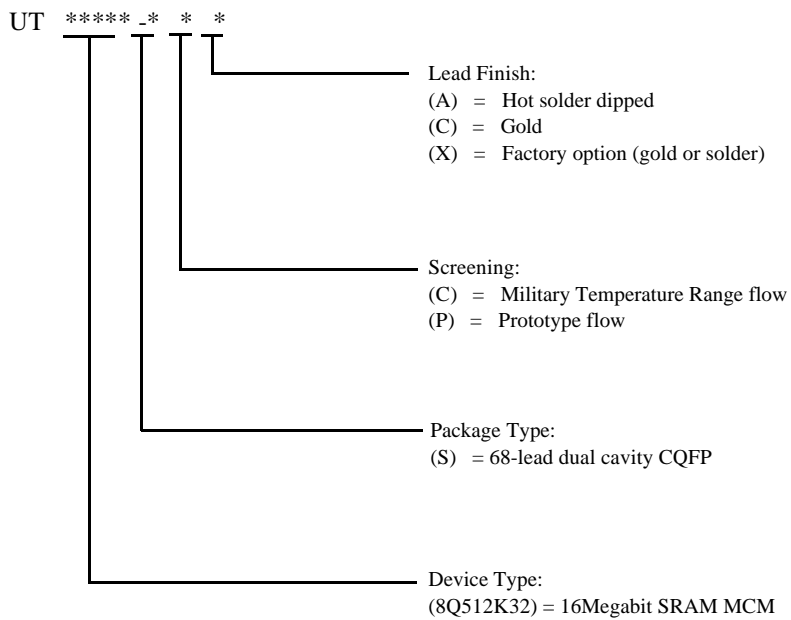 UT ***** -* * *
Lead Finish:
(A) = Hot solder dipped
(C) = Gold
(X) = Factory option (gold or solder)
Screening:
(C) = Military Temperature Range flow
(P) = Prototype flow
Package Type:
(S) = 68-lead dual cavity CQFP
Device Type:
(8Q512K32) = 16Megabit SRAM MCM